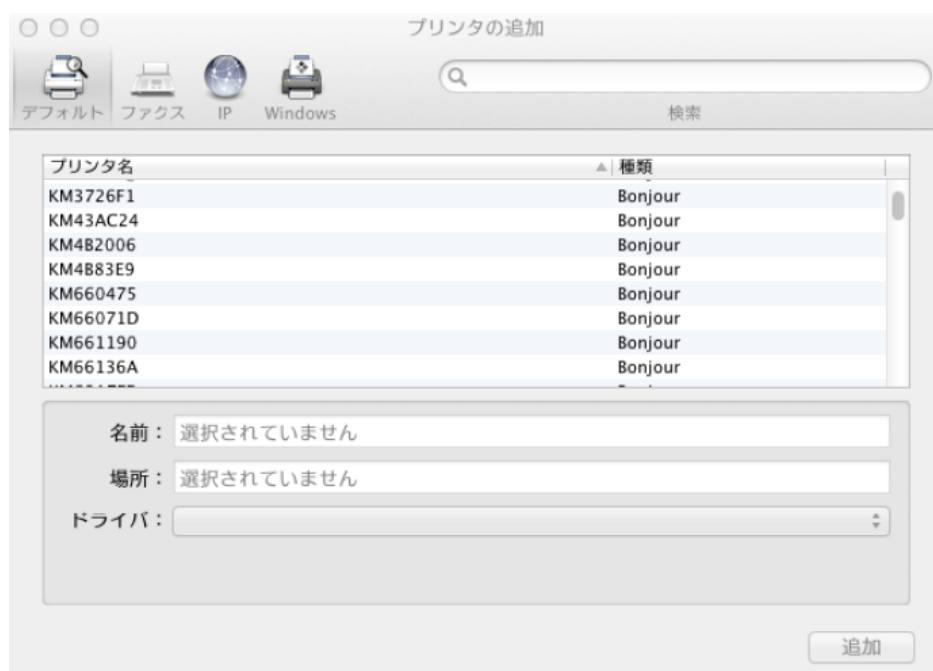 プリンタの追加
デフォルト ファクス IP Windows 検索
プリンタ名 種類
KM3726F1 Bonjour
KM43AC24 Bonjour
KM4B2006 Bonjour
KM4B83E9 Bonjour
KM660475 Bonjour
KM66071D Bonjour
KM661190 Bonjour
KM66136A Bonjour
名前： 選択されていません
場所： 選択されていません
ドライバ：
追加